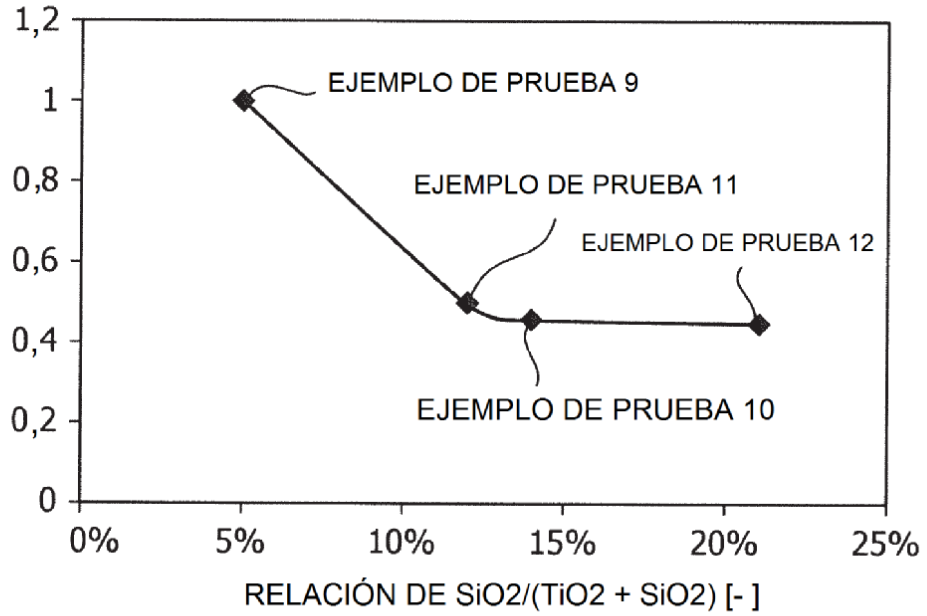 1,2
EJEMPLO DE PRUEBA 9
1
0,8
EJEMPLO DE PRUEBA 11
EJEMPLO DE PRUEBA 12
0,6
0,4
EJEMPLO DE PRUEBA 10
0,2
0
0% 5% 10% 15% 20% 25%
RELACIÓN DE SiO2/(TiO2 + SiO2) [- ]